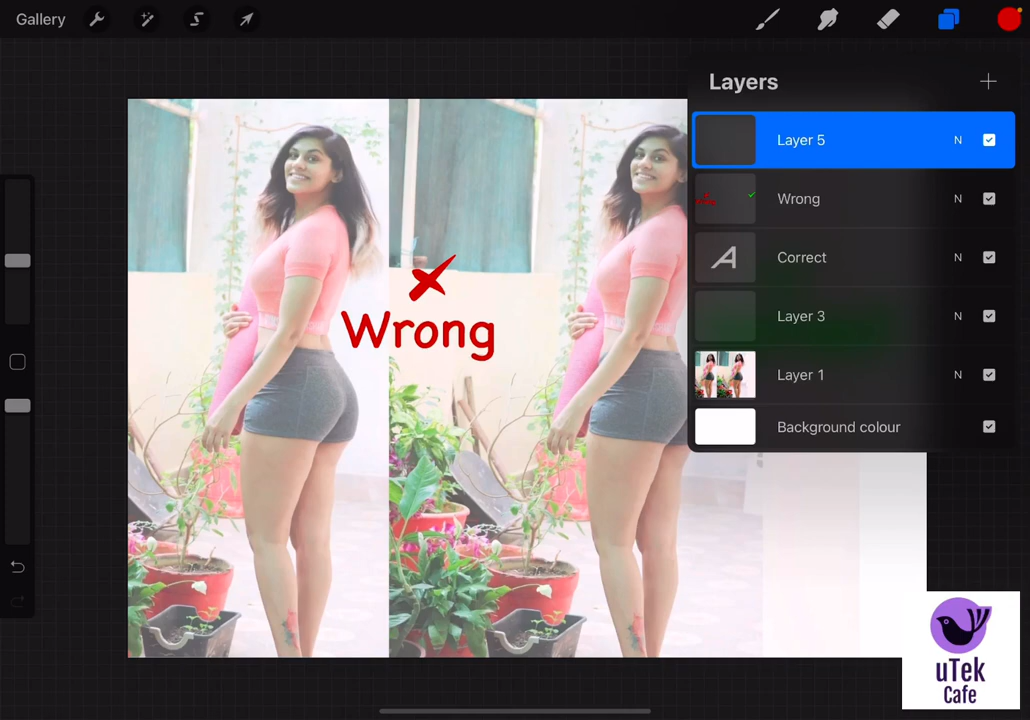 Gallery
Layers
Layer 5 N
Wrong N
Correct N
Layer 3 N
Layer 1 N
Background colour
Wrong
A
uTek
Cafe